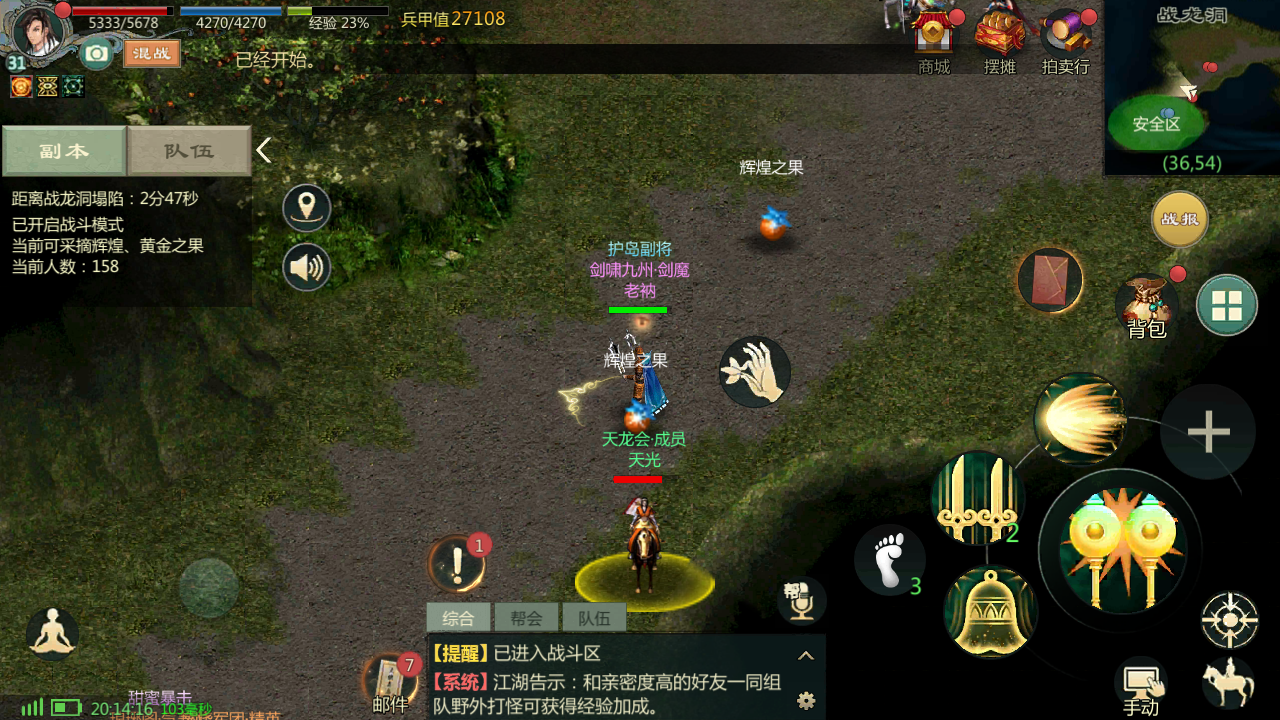 5333/5678
4270/4270
经验 23%
兵甲值27108
31
混战
已经开始。
商城
摆摊
拍卖行
战龙洞
安全区
(36,54)
副本
队伍
距离战龙洞塌陷：2分47秒
已开启战斗模式
当前可采摘辉煌、黄金之果
当前人数：158
辉煌之果
护岛副将
剑啸九州·剑魔
老衲
辉煌之果
天龙会·成员
天光
战报
背包
2
3
1
帮
综合
帮会
队伍
【提醒】已进入战斗区
【系统】江湖告示：和亲密度高的好友一同组
队野外打怪可获得经验加成。
7
邮件
手动
甜蜜暴击
20:14:16
103毫秒